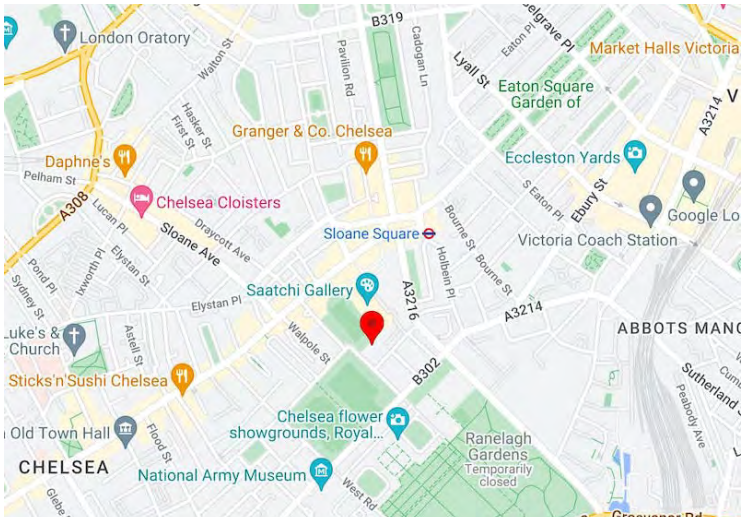 B319
London Oratory
Walton St
Pavilion Rd
Cadogan Ln
Eaton Pl
Belgrave Pl
Market Halls Victoria
Lyall St
Eaton Square
Garden of
V
A3214
Hasker St
First St
Granger & Co. Chelsea
Daphne's
Pelham St
Eccleston Yards
A308
Chelsea Cloisters
Lucan Pl
Sloane Ave
Draycott Ave
S Eaton Pl
Ebury St
Google Lo
Sloane Square
Bourne St
Bourne St
Victoria Coach Station
Holbein Pl
Ixworth Pl
Elystan St
Pond Pl
Sydney St
Elystan Pl
Saatchi Gallery
A3216
A3214
ABBOTS MANO
Luke's &
Church
Astell St
Walpole St
B302
Sticks'n'Sushi Chelsea
Sutherland S
Cumb
Peabody Ave
Chelsea flower
showgrounds, Royal...
Old Town Hall
Flood St
Ranelagh
Gardens
Temporarily
closed
CHELSEA
National Army Museum
West Rd
Glebe
Grosvenor Rd